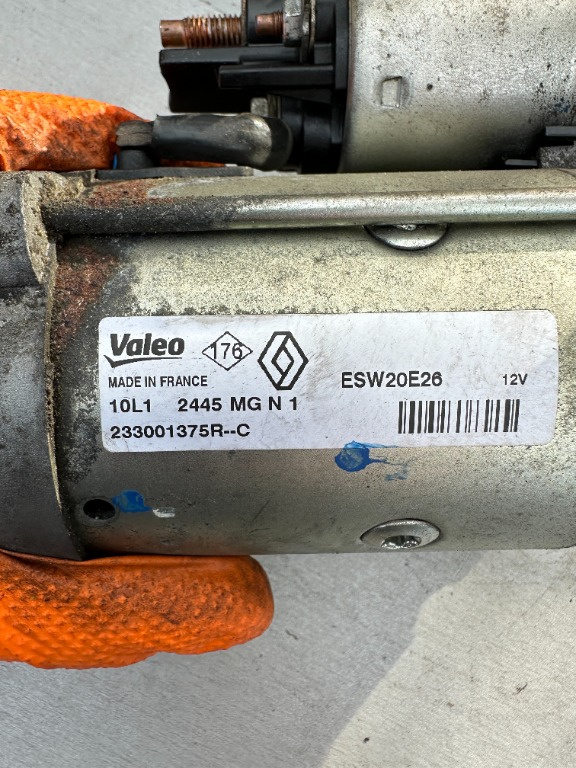 Valeo 176
MADE IN FRANCE ESW20E26 12V
10L1 2445 MG N 1
233001375R--C